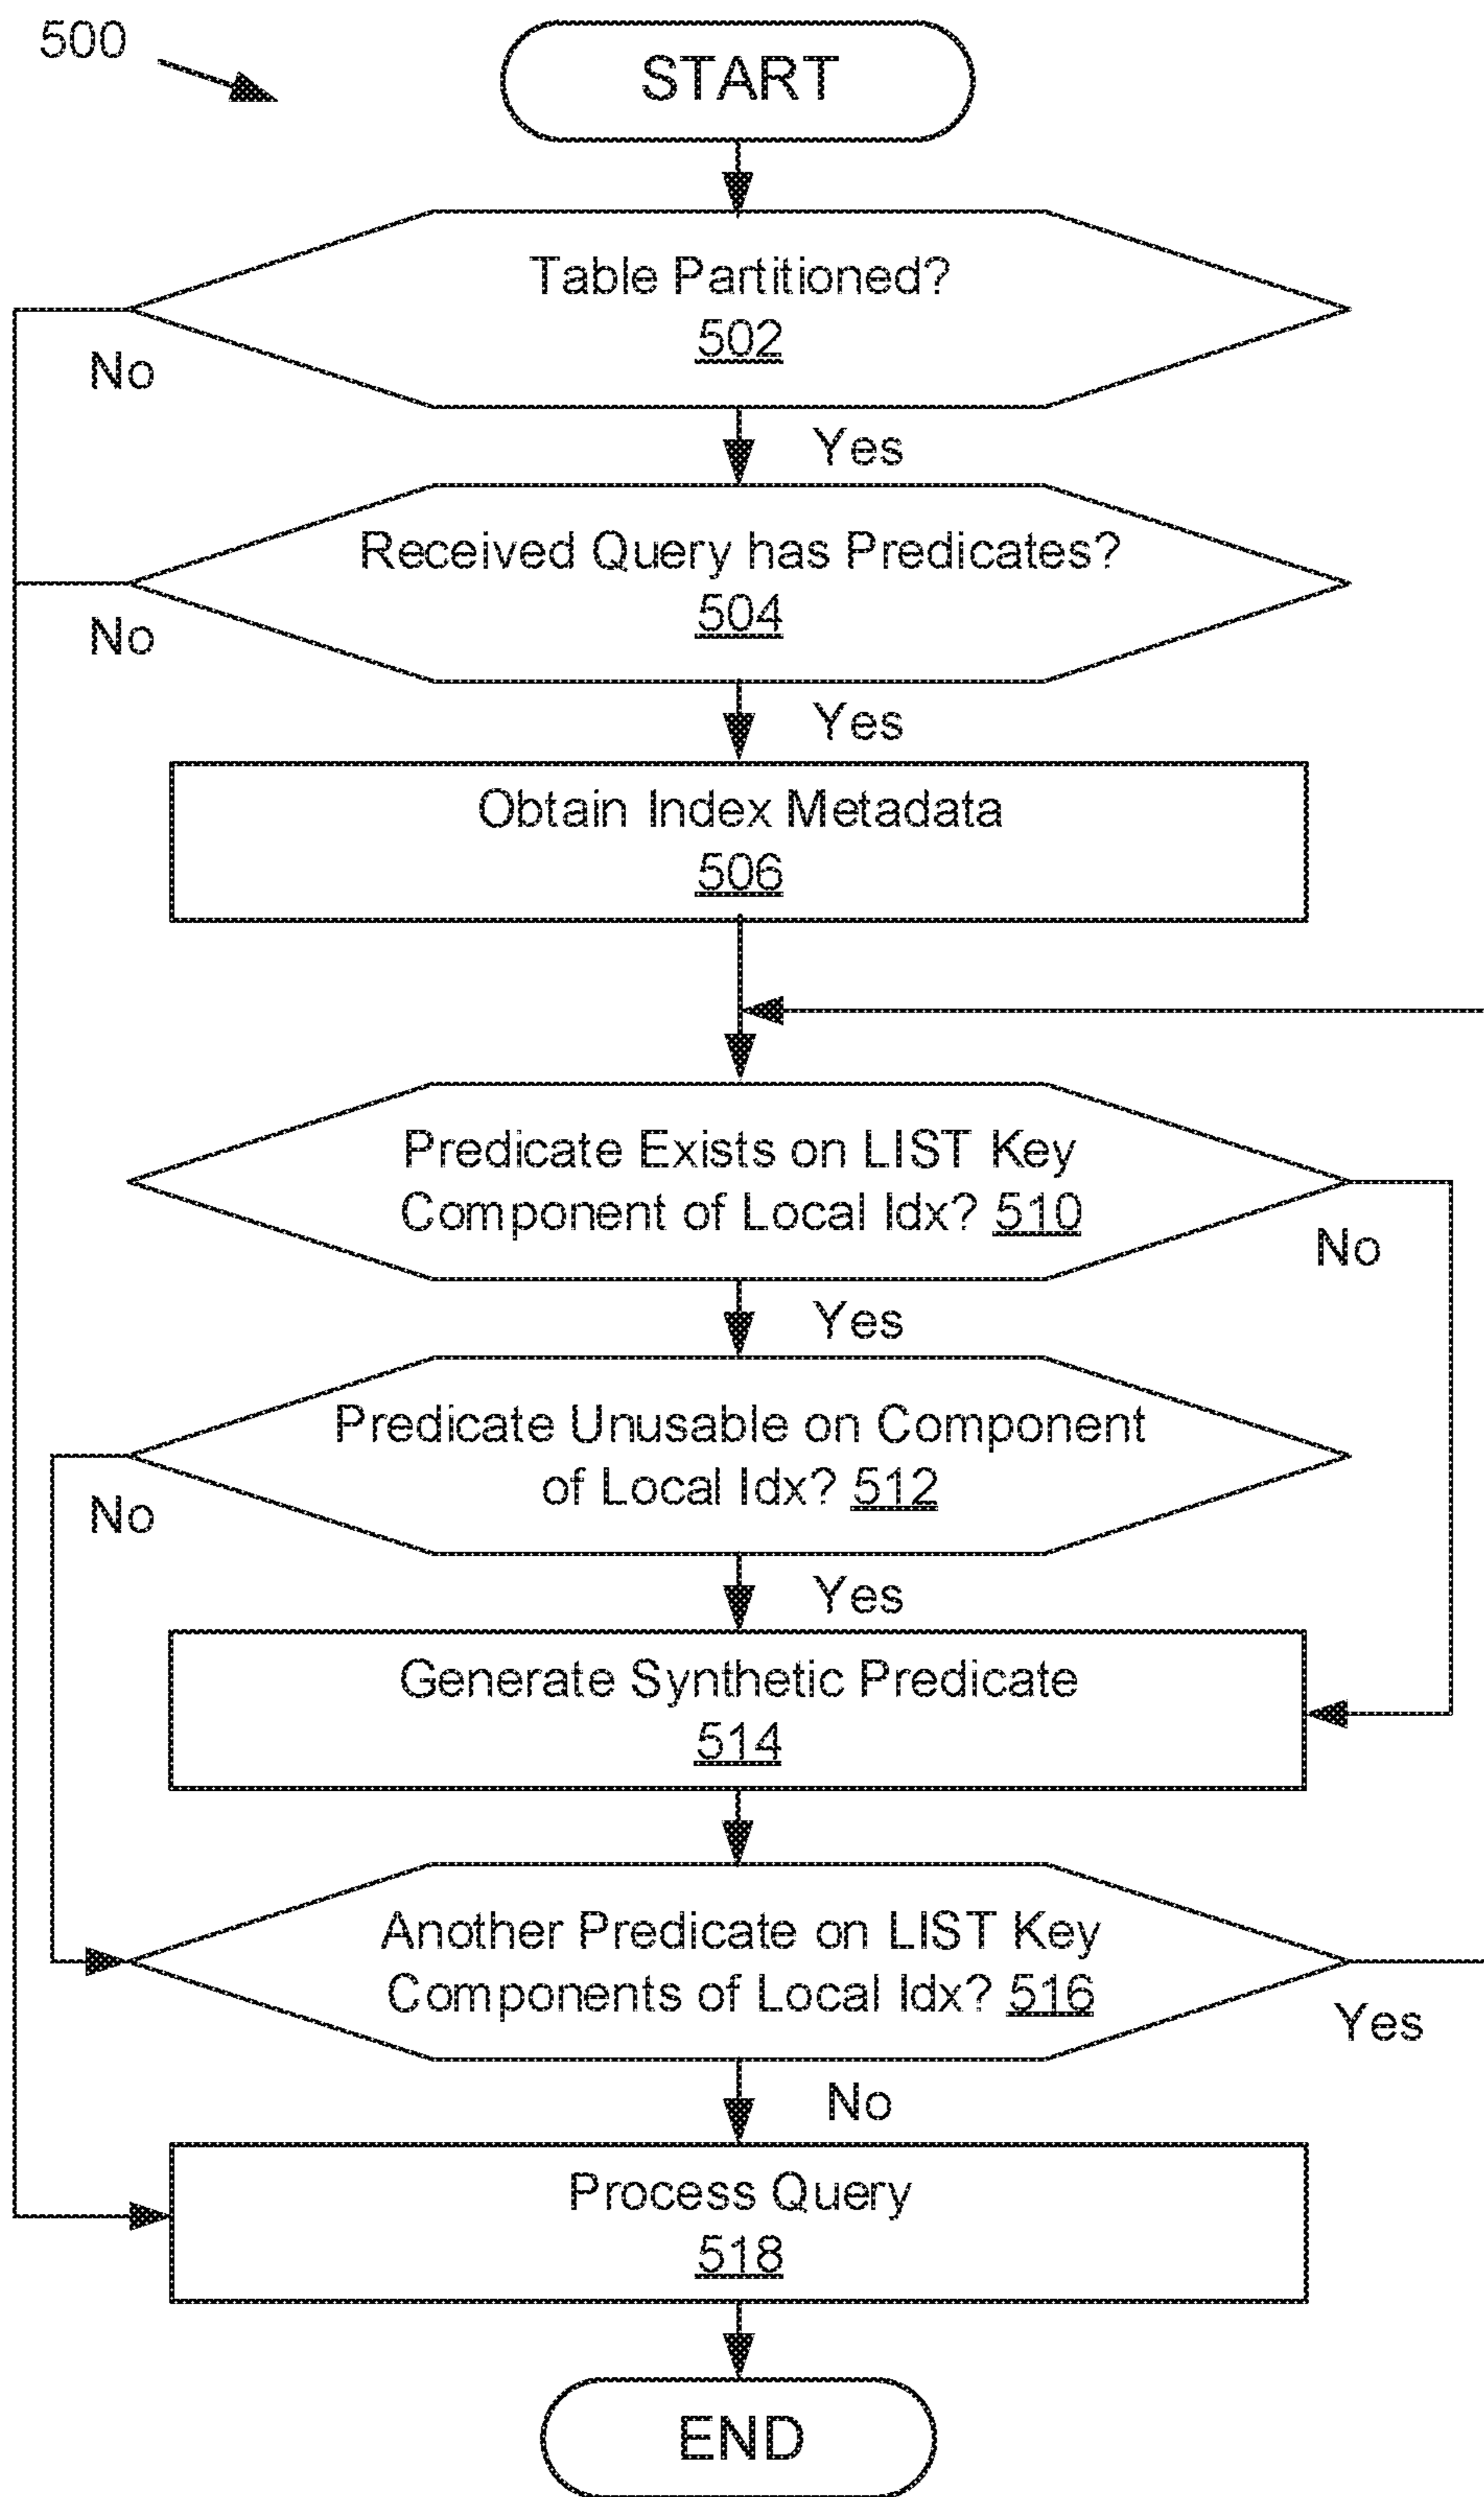 500
START
Table Partitioned?
502
No
Yes
Received Query has Predicates?
504
No
Yes
Obtain Index Metadata
506
Predicate Exists on LIST Key
Component of Local Idx? 510
No
Yes
Predicate Unusable on Component
of Local Idx? 512
No
Yes
Generate Synthetic Predicate
514
Another Predicate on LIST Key
Components of Local Idx? 516
Yes
No
Process Query
518
END